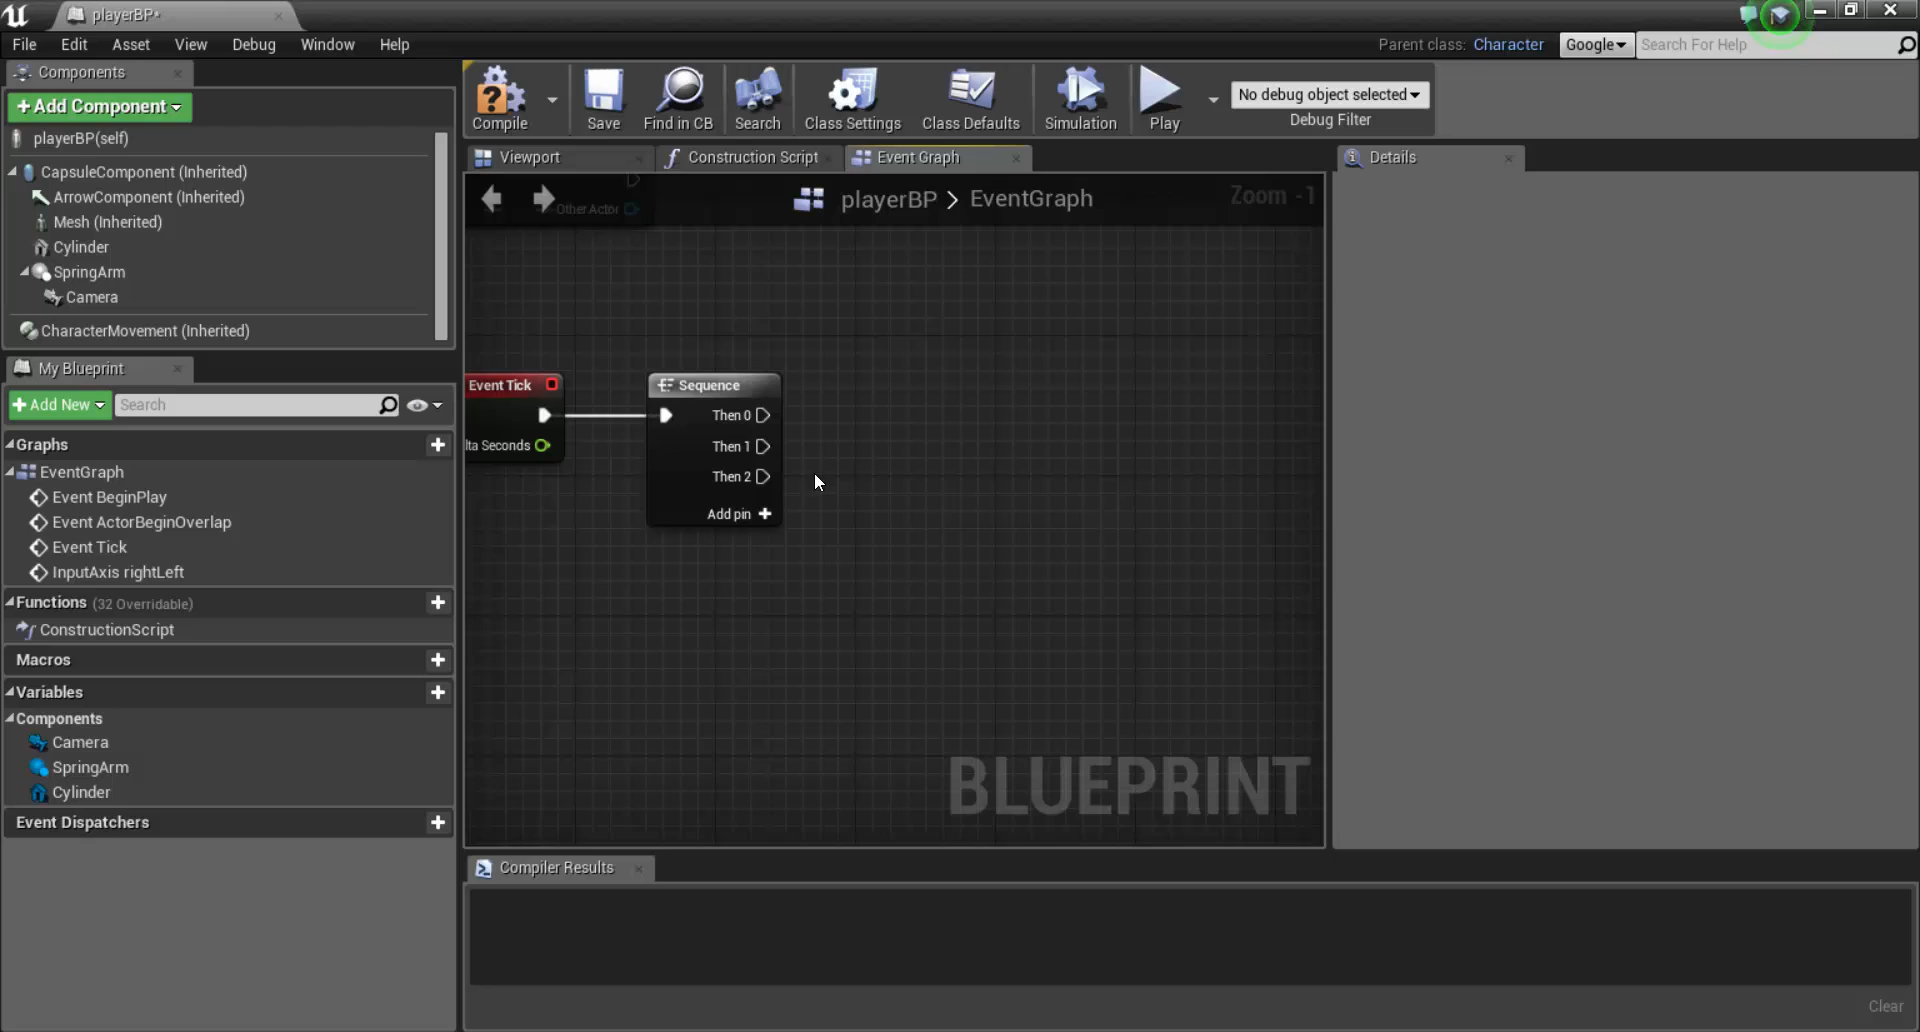 playerBP*
File Edit Asset View Debug Window Help
Parent class: Character Google Search For Help
Components
+Add Component
playerBP(self)
CapsuleComponent (Inherited)
ArrowComponent (Inherited)
Mesh (Inherited)
Cylinder
SpringArm
Camera
CharacterMovement (Inherited)
My Blueprint
+Add New Search
Graphs
EventGraph
Event BeginPlay
Event ActorBeginOverlap
Event Tick
InputAxis rightLeft
Functions (32 Overridable)
ConstructionScript
Macros
Variables
Components
Camera
SpringArm
Cylinder
Event Dispatchers
Compile Save Find in CB Search Class Settings Class Defaults Simulation Play
No debug object selected
Debug Filter
Viewport Construction Script Event Graph
Other Actor
playerBP > EventGraph
Zoom -1
Event Tick
lta Seconds
Sequence
Then 0
Then 1
Then 2
Add pin +
BLUEPRINT
Details
Compiler Results
Clear